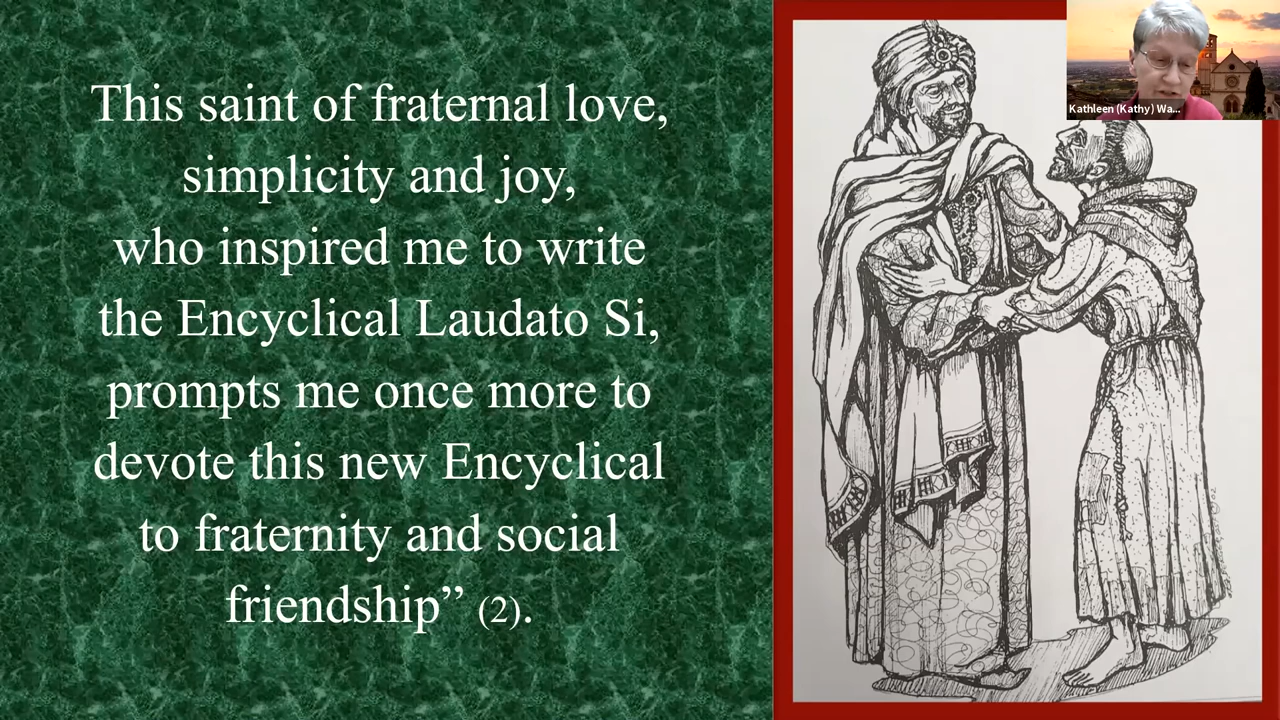 This saint of fraternal love,
simplicity and joy,
who inspired me to write
the Encyclical Laudato Si,
prompts me once more to
devote this new Encyclical
to fraternity and social
friendship” (2).
Kathleen (Kathy) Wa...